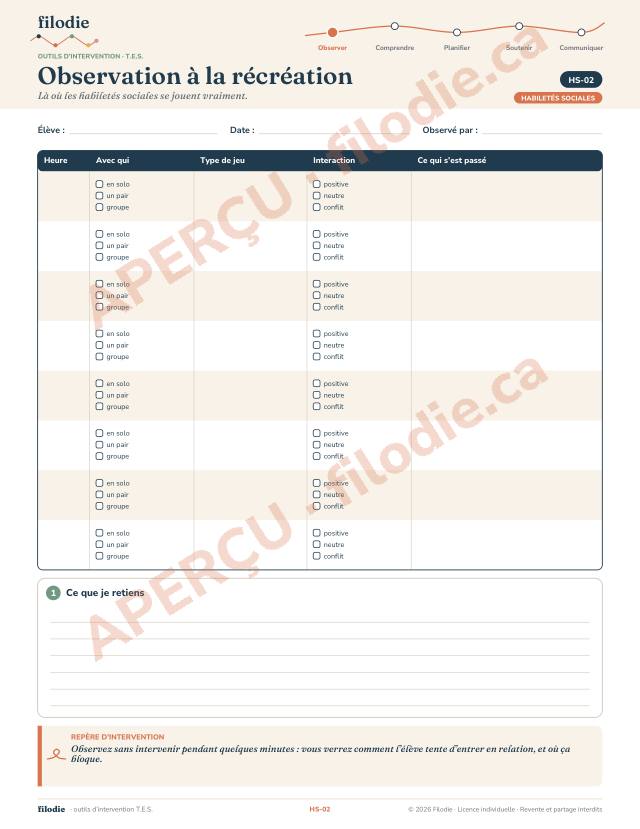 filodie
OUTILS D'INTERVENTION · T.E.S.
Observer Comprendre Planifier Soutenir Communiquer
Observation à la récréation
HS-02
Là où les habiletés sociales se jouent vraiment.
HABILETÉS SOCIALES
Élève : Date : Observé par :
Heure Avec qui Type de jeu Interaction Ce qui s'est passé
en solo positive
un pair neutre
groupe conflit
en solo positive
un pair neutre
groupe conflit
en solo positive
un pair neutre
groupe conflit
en solo positive
un pair neutre
groupe conflit
en solo positive
un pair neutre
groupe conflit
en solo positive
un pair neutre
groupe conflit
en solo positive
un pair neutre
groupe conflit
en solo positive
un pair neutre
groupe conflit
APERÇU · filodie.ca
APERÇU · filodie.ca
1 Ce que je retiens
REPÈRE D'INTERVENTION
Observez sans intervenir pendant quelques minutes : vous verrez comment l'élève tente d'entrer en relation, et où ça
bloque.
filodie · outils d'intervention T.E.S. HS-02 © 2026 Filodie · Licence individuelle · Revente et partage interdits